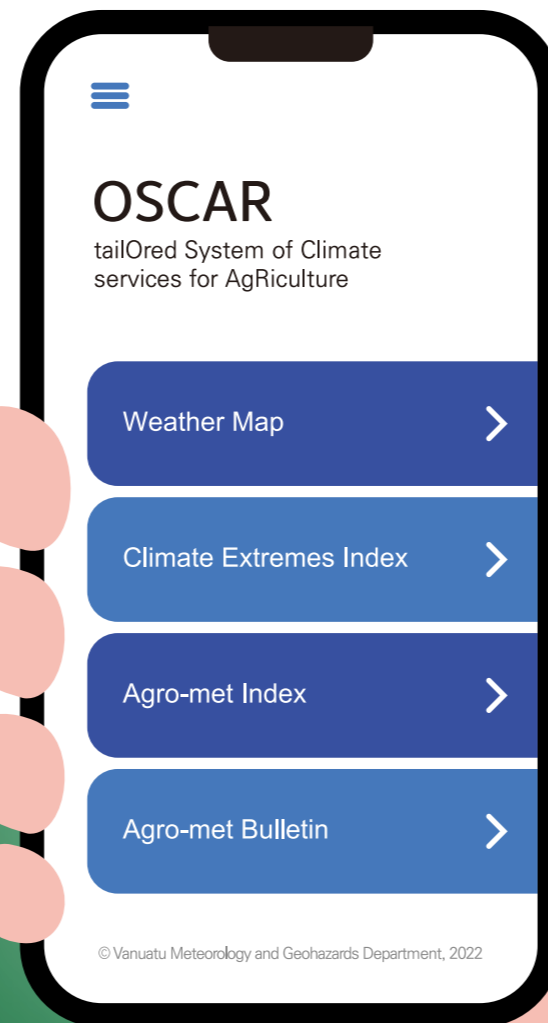 OSCAR
tailOred System of Climate
services for AgRiculture
Weather Map
Climate Extremes Index
Agro-met Index
Agro-met Bulletin
© Vanuatu Meteorology and Geohazards Department, 2022